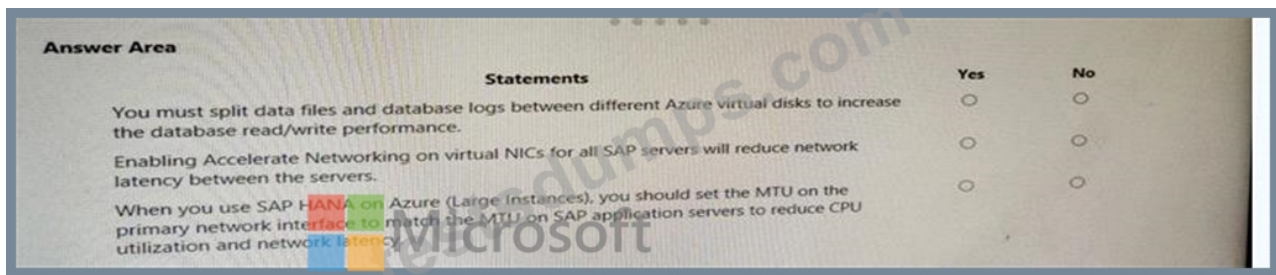 Answer Area
Statements
Yes
No
You must split data files and database logs between different Azure virtual disks to increase
the database read/write performance.
Enabling Accelerate Networking on virtual NICs for all SAP servers will reduce network
latency between the servers.
When you use SAP HANA on Azure (Large Instances), you should set the MTU on the
primary network interface to match the MTU on SAP application servers to reduce CPU
utilization and network latency.
Microsoft
dumps.com